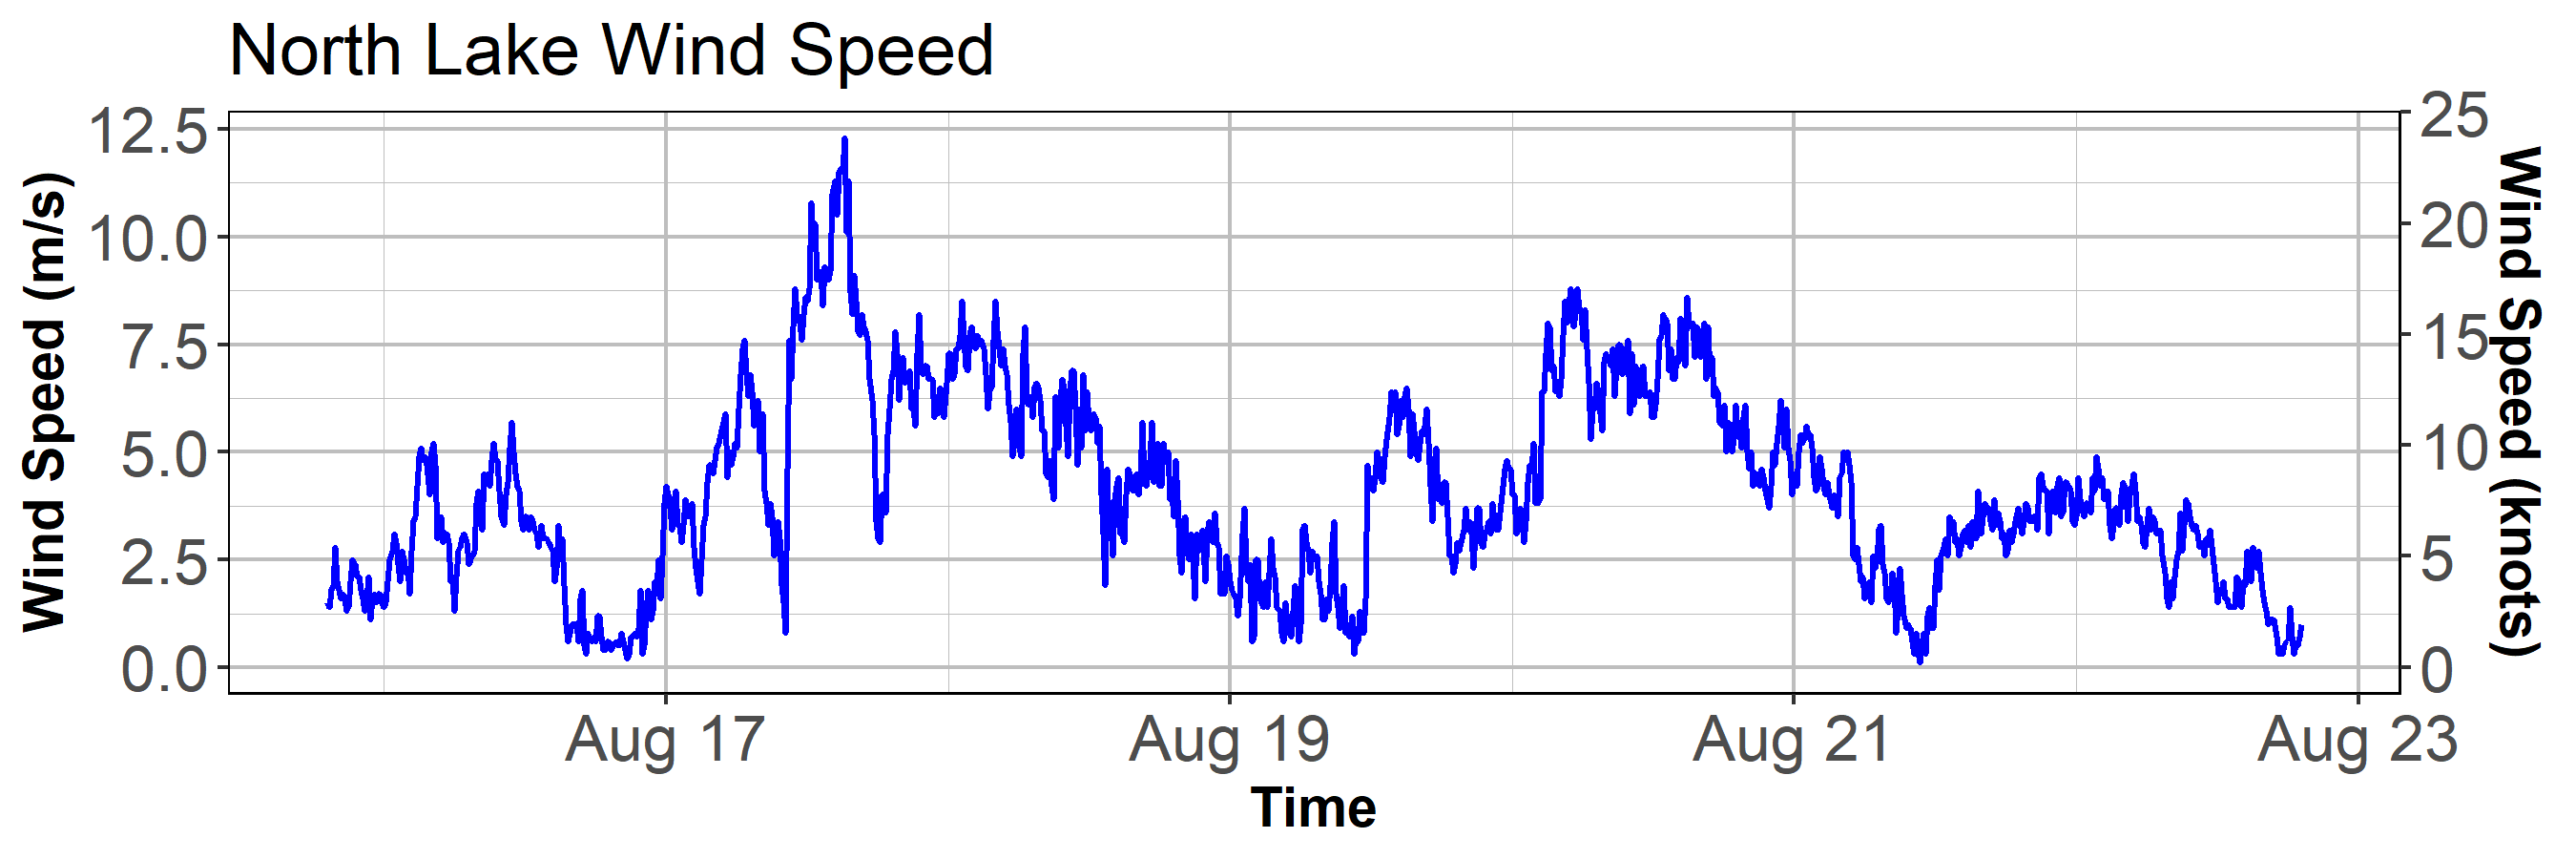 North Lake Wind Speed
Wind Speed (m/s)
12.5
10.0
7.5
5.0
2.5
0.0
25
20
15
10
5
0
Wind Speed (knots)
Aug 17
Aug 19
Aug 21
Aug 23
Time